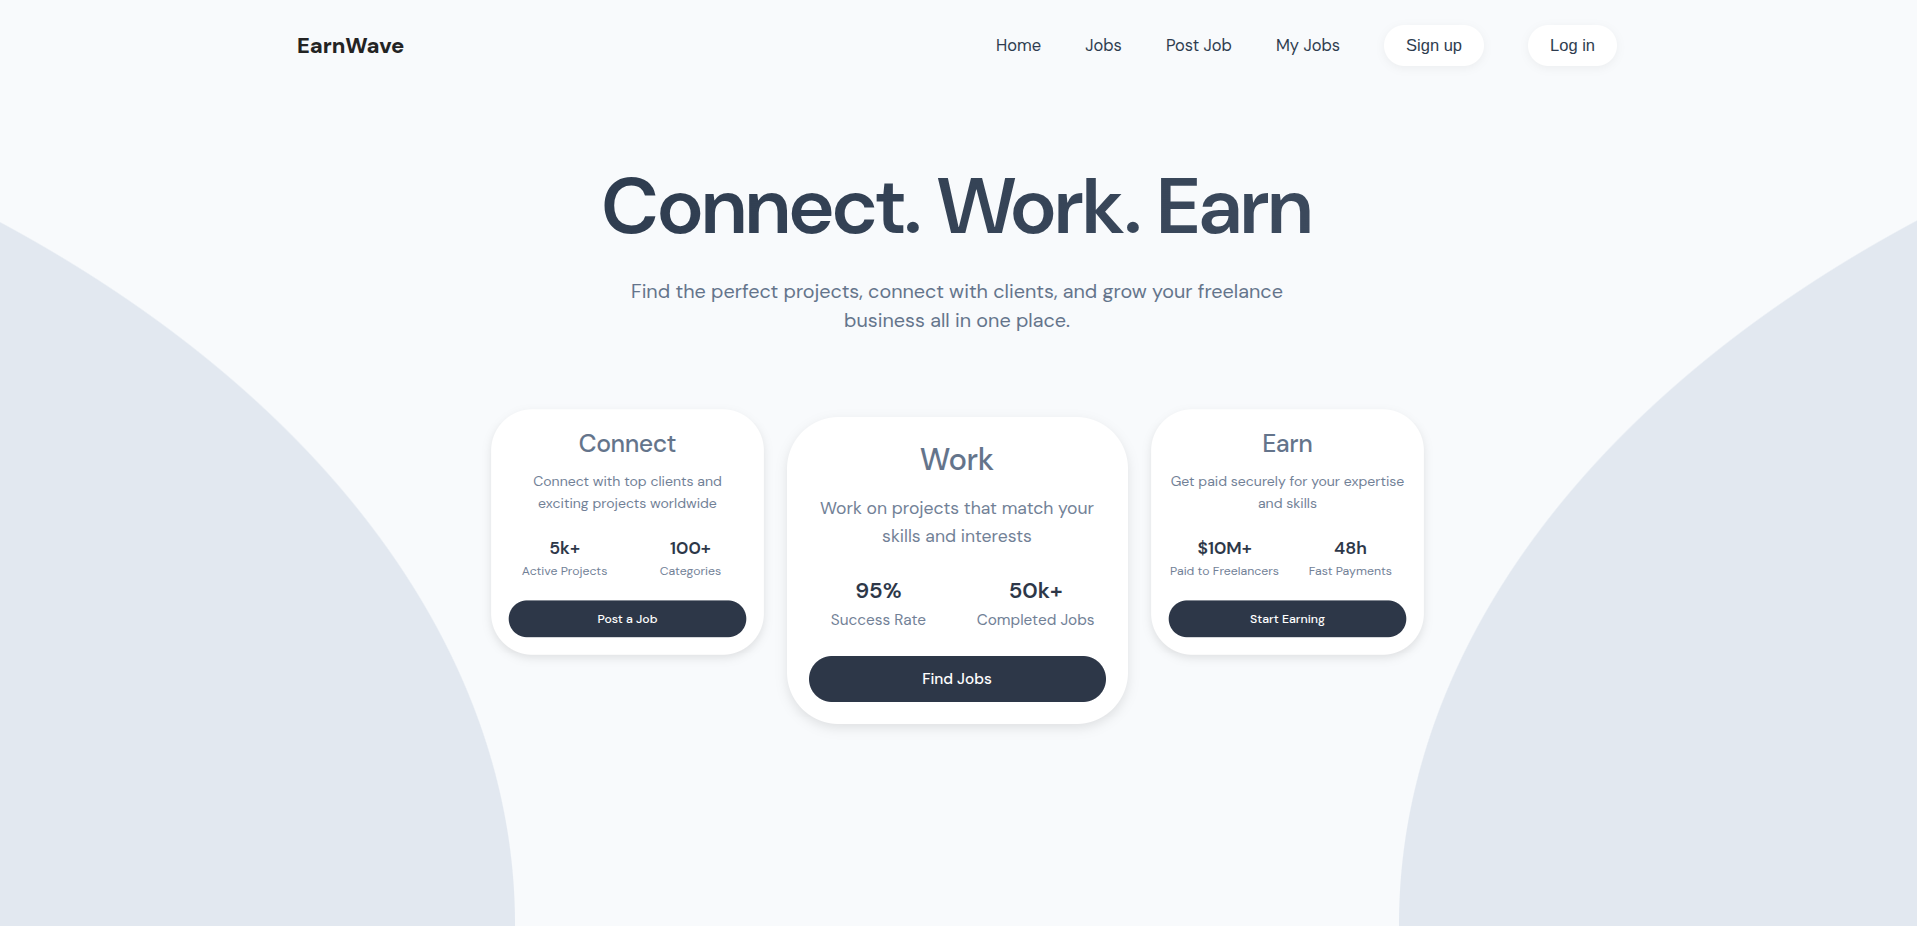 EarnWave
Home
Jobs
Post Job
My Jobs
Sign up
Log in
Connect. Work. Earn
Find the perfect projects, connect with clients, and grow your freelance
business all in one place.
Connect
Connect with top clients and
exciting projects worldwide
5k+
Active Projects
100+
Categories
Post a Job
Work
Work on projects that match your
skills and interests
95%
Success Rate
50k+
Completed Jobs
Find Jobs
Earn
Get paid securely for your expertise
and skills
$10M+
Paid to Freelancers
48h
Fast Payments
Start Earning